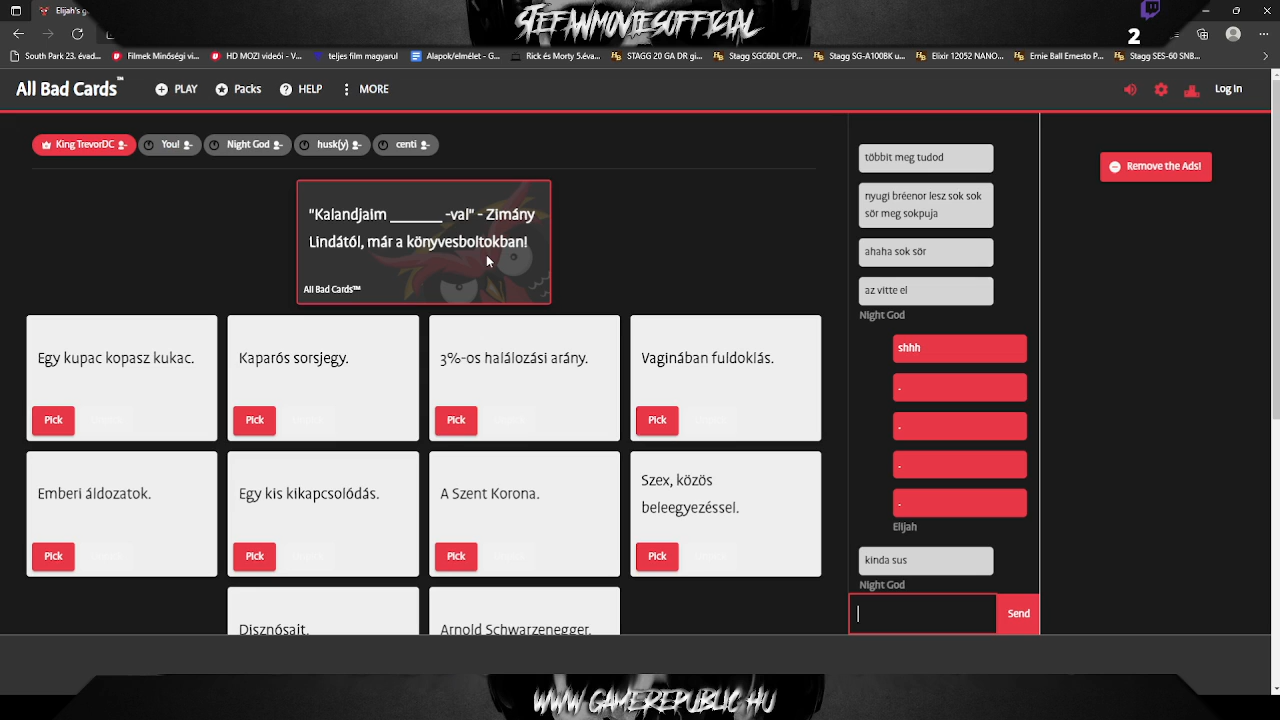 STEFANMOVIESOFFICIAL
2
Elijah's g
South Park 23. évad...
Filmek Minőségi vi...
HD MOZI videói - V...
teljes film magyarul
Alapok/elmélet - G...
Rick és Morty 5.éva...
STAGG 20 GA DR gi...
Stagg SGC6DL CPP...
Stagg SG-A100BK u...
Elixir 12052 NANO...
Ernie Ball Ernesto P...
Stagg SES-60 SNB...
All Bad Cards™
PLAY
Packs
HELP
MORE
Log In
King TrevorDC
You!
Night God
husk(y)
centi
"Kalandjaim ______ -val" - Zimány
Lindától, már a könyvesboltokban!
All Bad Cards™
Egy kupac kopasz kukac.
Pick
Kaparós sorsjegy.
Pick
3%-os halálozási arány.
Pick
Vaginában fuldoklás.
Pick
Emberi áldozatok.
Pick
Egy kis kikapcsolódás.
Pick
A Szent Korona.
Pick
Szex, közös
beleegyezéssel.
Pick
Disznósajt.
Arnold Schwarzenegger.
többit meg tudod
nyugi bréenor lesz sok sok
sör meg sokpuja
ahaha sok sör
az vitte el
Night God
shhh
.
.
.
.
Elijah
kinda sus
Night God
Send
Remove the Ads!
WWW GAMEREPUBLIC.HU